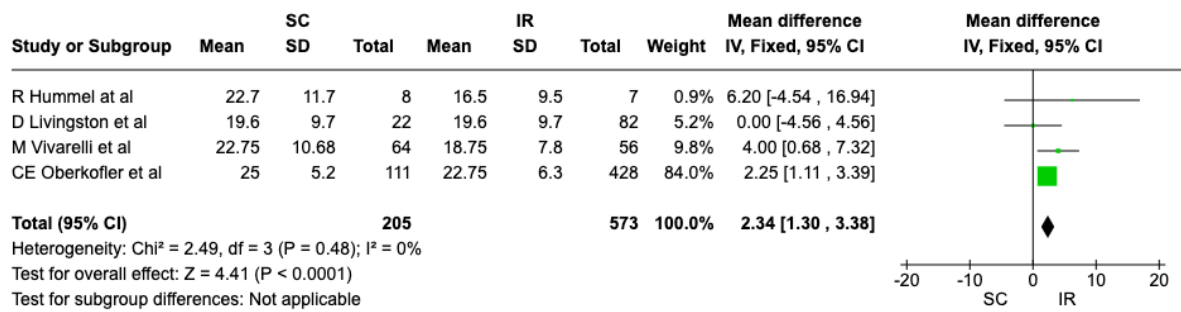 SC IR Mean difference Mean difference
Study or Subgroup Mean SD Total Mean SD Total Weight IV, Fixed, 95% CI IV, Fixed, 95% CI
R Hummel at al 22.7 11.7 8 16.5 9.5 7 0.9% 6.20 [-4.54 , 16.94]
D Livingston et al 19.6 9.7 22 19.6 9.7 82 5.2% 0.00 [-4.56 , 4.56]
M Vivarelli et al 22.75 10.68 64 18.75 7.8 56 9.8% 4.00 [0.68 , 7.32]
CE Oberkofler et al 25 5.2 111 22.75 6.3 428 84.0% 2.25 [1.11 , 3.39]
Total (95% CI) 205 573 100.0% 2.34 [1.30 , 3.38]
Heterogeneity: Chi² = 2.49, df = 3 (P = 0.48); I² = 0%
Test for overall effect: Z = 4.41 (P < 0.0001)
Test for subgroup differences: Not applicable
-20 -10 0 10 20
SC IR